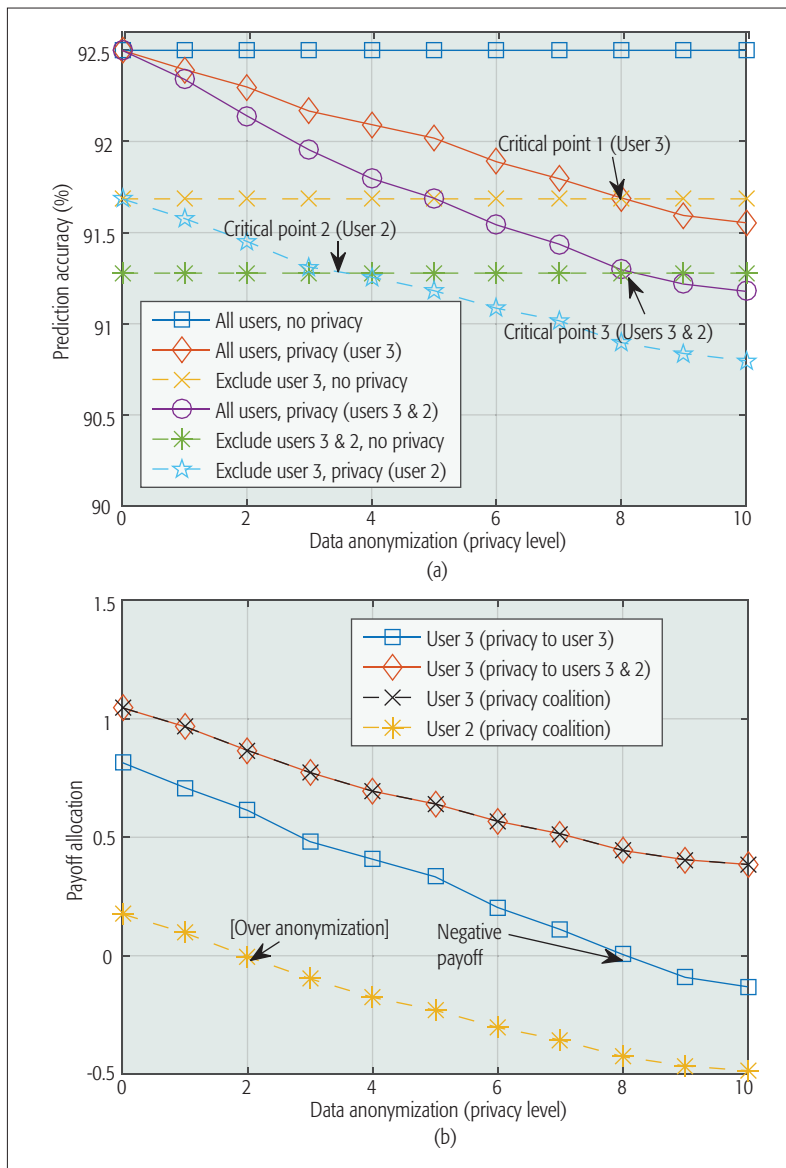 92.5
92
91.5
91
90.5
90
Prediction accuracy (%)
Critical point 1 (User 3)
Critical point 2 (User 2)
Critical point 3 (Users 3 & 2)
All users, no privacy
All users, privacy (user 3)
Exclude user 3, no privacy
All users, privacy (users 3 & 2)
Exclude users 3 & 2, no privacy
Exclude user 3, privacy (user 2)
0 2 4 6 8 10
Data anonymization (privacy level)
(a)
1.5
1
0.5
0
-0.5
Payoff allocation
User 3 (privacy to user 3)
User 3 (privacy to users 3 & 2)
User 3 (privacy coalition)
User 2 (privacy coalition)
[Over anonymization]
Negative
payoff
0 2 4 6 8 10
Data anonymization (privacy level)
(b)